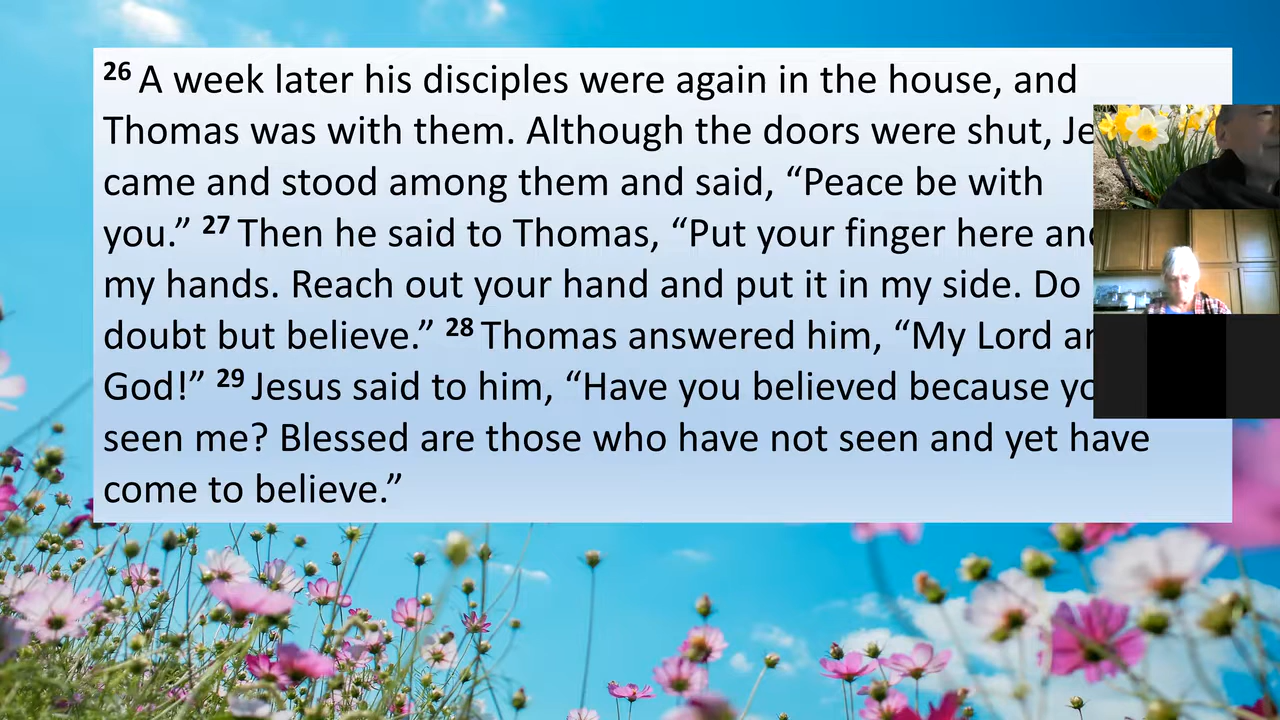 26 A week later his disciples were again in the house, and
Thomas was with them. Although the doors were shut,
came and stood among them and said, “Peace be with
you.” 27 Then he said to Thomas, “Put your finger here
my hands. Reach out your hand and put it in my side. Do
doubt but believe.” 28 Thomas answered him, “My Lord
God!” 29 Jesus said to him, “Have you believed because
seen me? Blessed are those who have not seen and yet have
come to believe.”